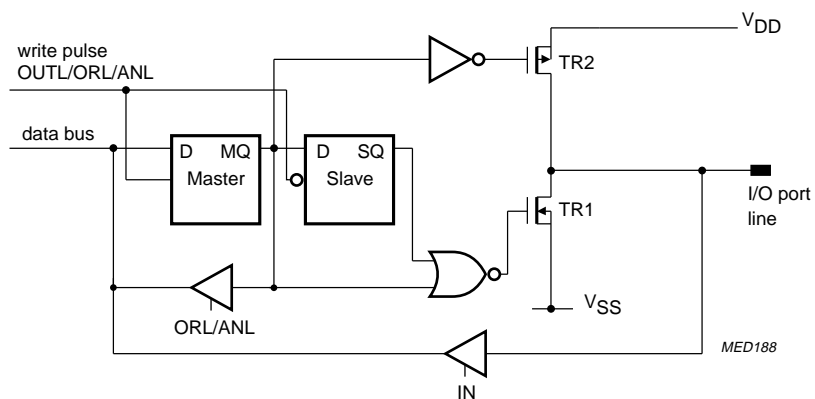 V_DD
write pulse
OUTL/ORL/ANL
TR2
data bus
D MQ
Master
D SQ
Slave
I/O port
line
TR1
V_SS
ORL/ANL
MED188
IN